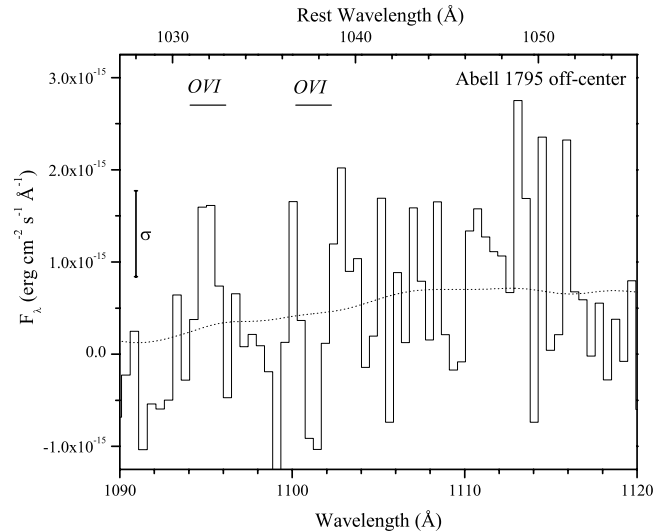 Rest Wavelength (Å)
1030 1040 1050
OVI OVI Abell 1795 off-center
3.0x10⁻¹⁵
2.0x10⁻¹⁵
σ
1.0x10⁻¹⁵
0.0
-1.0x10⁻¹⁵
F_λ (erg cm⁻² s⁻¹ Å⁻¹)
1090 1100 1110 1120
Wavelength (Å)